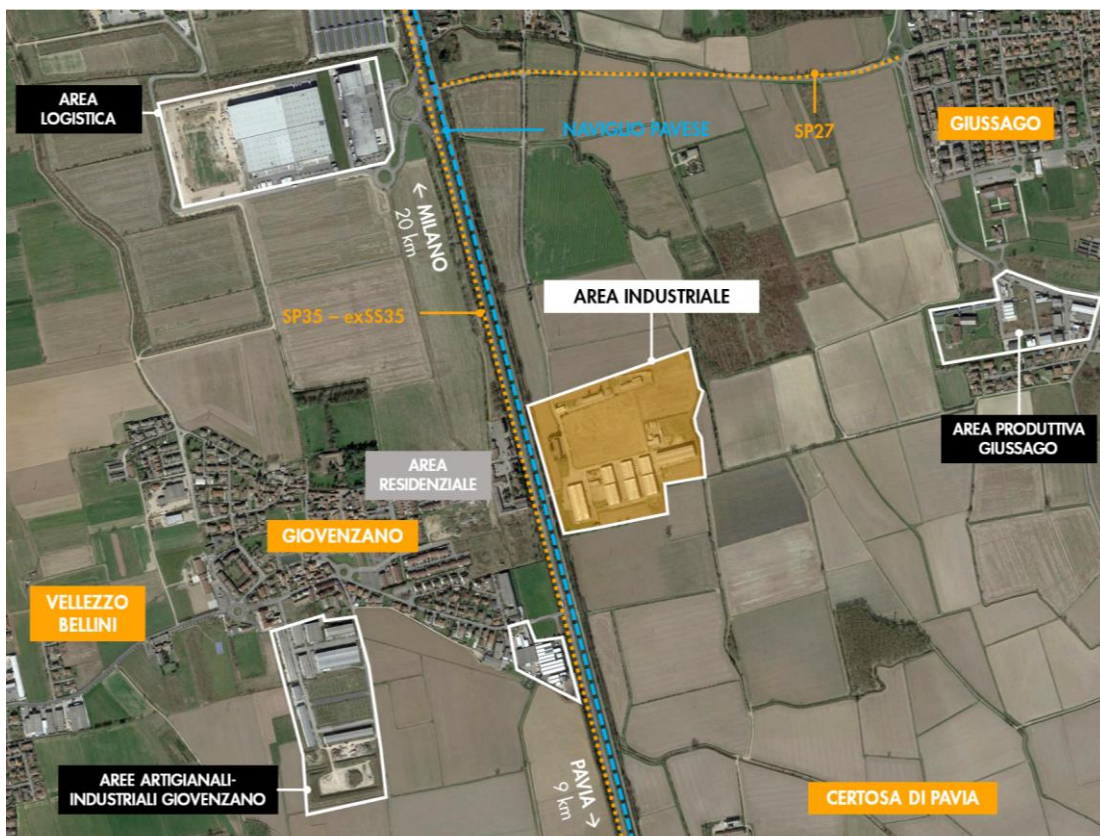 AREA
LOGISTICA
NAVIGLIO PAVESE
SP27
GIUSSAGO
← MILANO
20 km
AREA INDUSTRIALE
SP35 – exSS35
AREA PRODUTTIVA
GIUSSAGO
AREA
RESIDENZIALE
GIOVENZANO
VELLEZZO
BELLINI
AREE ARTIGIANALI-
INDUSTRIALI GIOVENZANO
PAVIA →
9 km
CERTOSA DI PAVIA